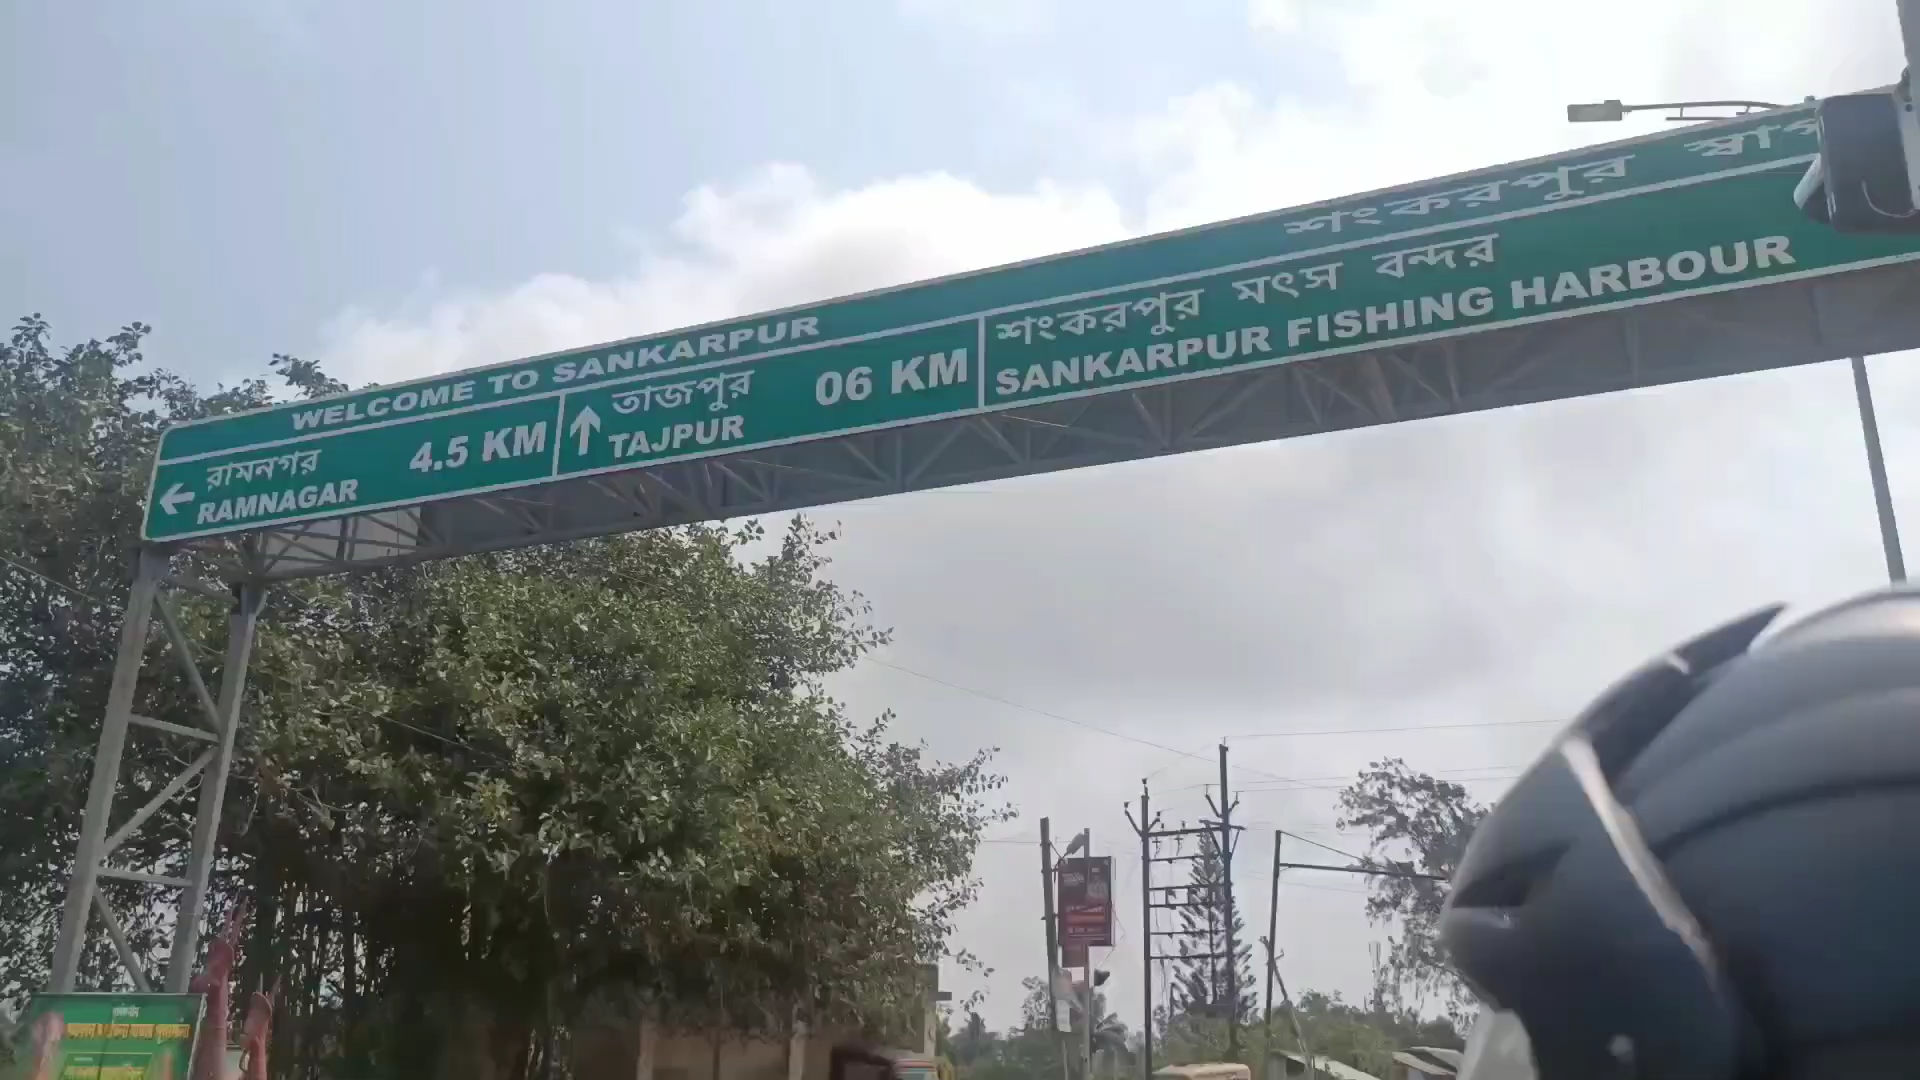 WELCOME TO SANKARPUR শংকরপুর
রামনগর 4.5 KM
RAMNAGAR
তাজপুর 06 KM
TAJPUR
শংকরপুর মৎস বন্দর
SANKARPUR FISHING HARBOUR